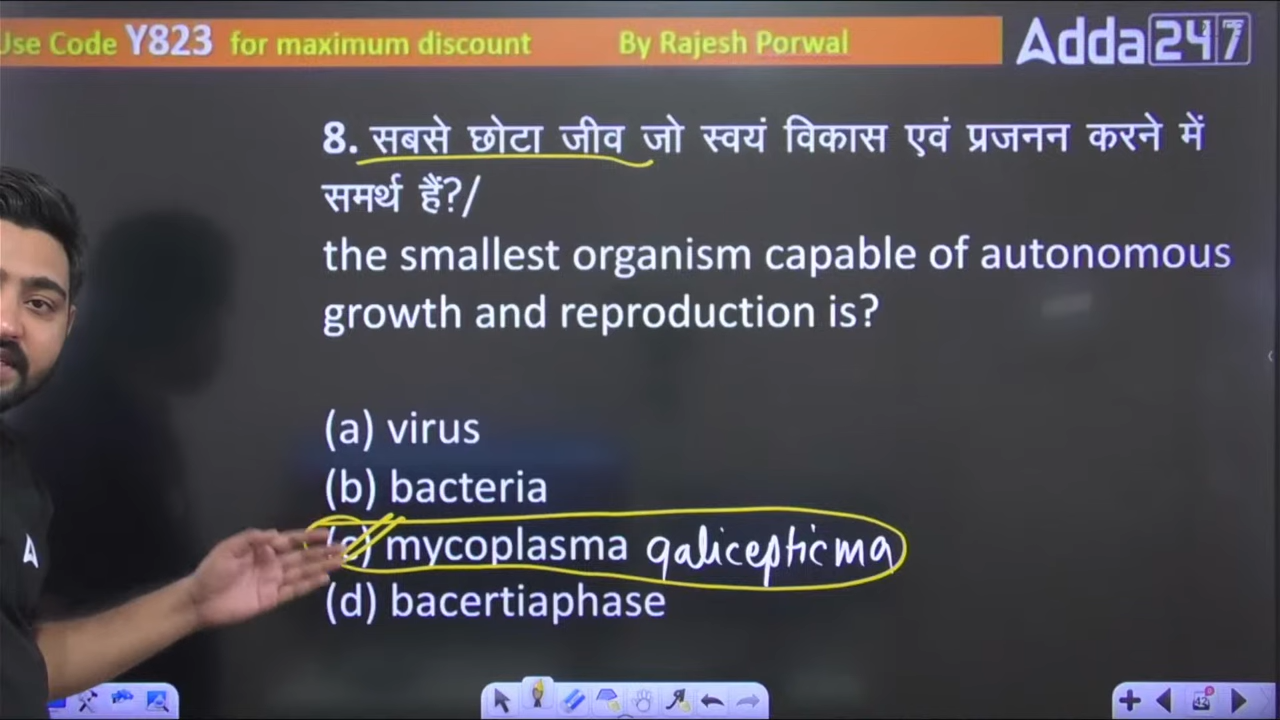 Use Code Y823 for maximum discount By Rajesh Porwal Adda247
8. सबसे छोटा जीव जो स्वयं विकास एवं प्रजनन करने में
समर्थ हैं?/
the smallest organism capable of autonomous
growth and reproduction is?
(a) virus
(b) bacteria
(c) mycoplasma galicepticma
(d) bacertiaphase